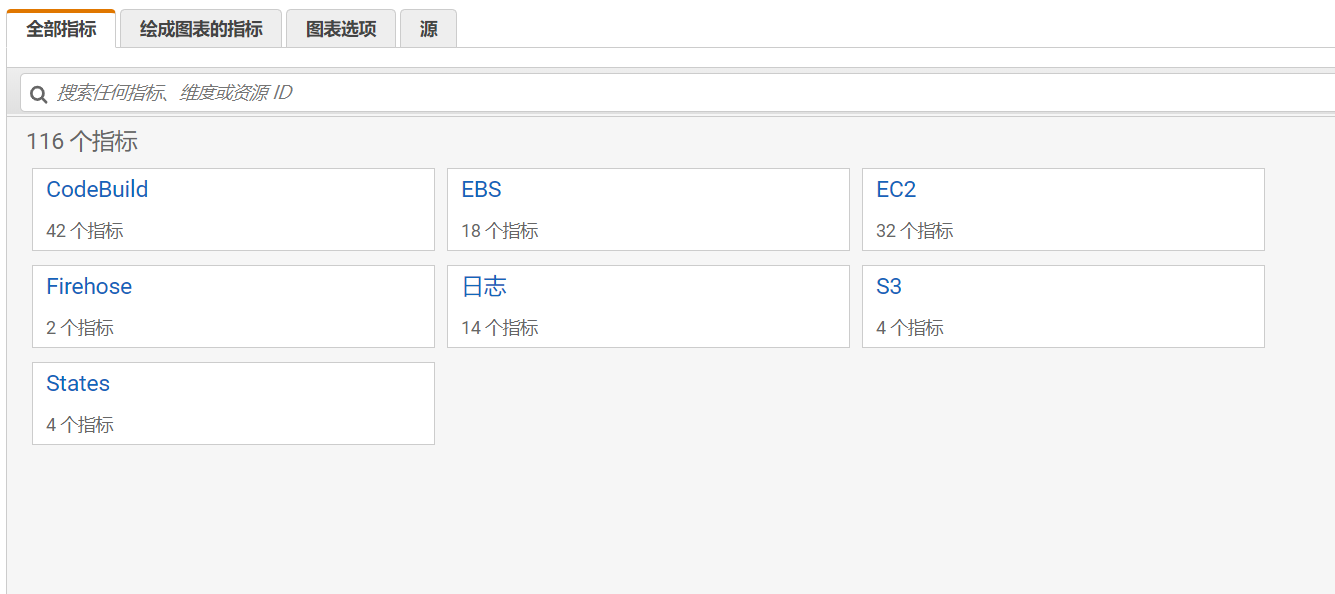 全部指标 绘成图表的指标 图表选项 源
搜索任何指标、维度或资源 ID
116 个指标
CodeBuild EBS EC2
42 个指标 18 个指标 32 个指标
Firehose 日志 S3
2 个指标 14 个指标 4 个指标
States
4 个指标